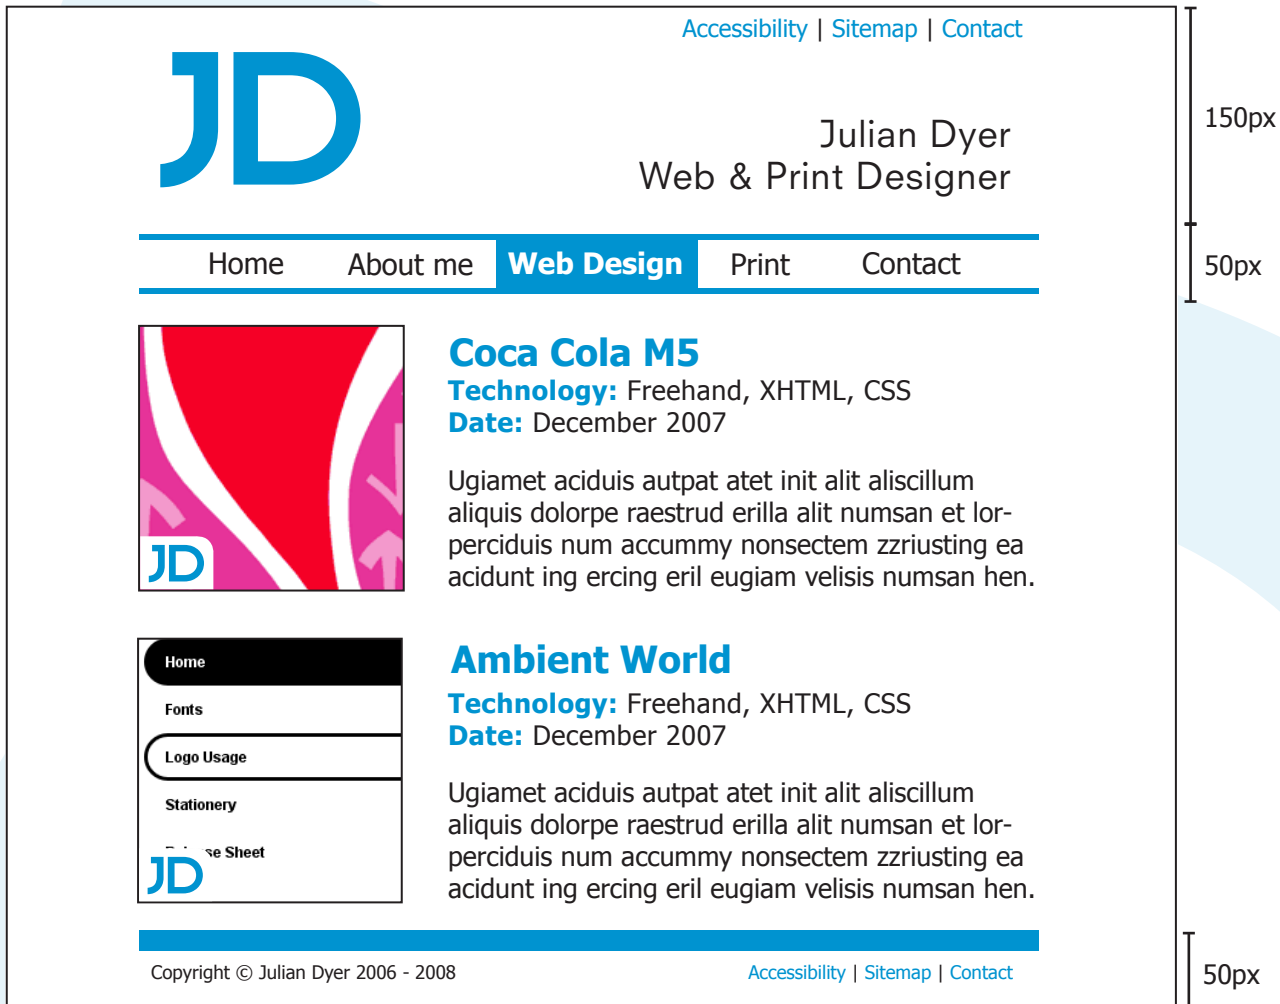 Accessibility | Sitemap | Contact
JD
Julian Dyer
Web & Print Designer
150px
Home About me Web Design Print Contact
50px
Coca Cola M5
Technology: Freehand, XHTML, CSS
Date: December 2007
Ugiamet aciduis autpat atet init alit aliscillum
aliquis dolorpe raestrud erilla alit numsan et lor-
perciduis num accummy nonsectem zzriusting ea
acidunt ing ercing eril eugiam velisis numsan hen.
JD
Home
Fonts
Logo Usage
Stationery
Sheet
JD
Ambient World
Technology: Freehand, XHTML, CSS
Date: December 2007
Ugiamet aciduis autpat atet init alit aliscillum
aliquis dolorpe raestrud erilla alit numsan et lor-
perciduis num accummy nonsectem zzriusting ea
acidunt ing ercing eril eugiam velisis numsan hen.
Copyright © Julian Dyer 2006 - 2008
Accessibility | Sitemap | Contact
50px